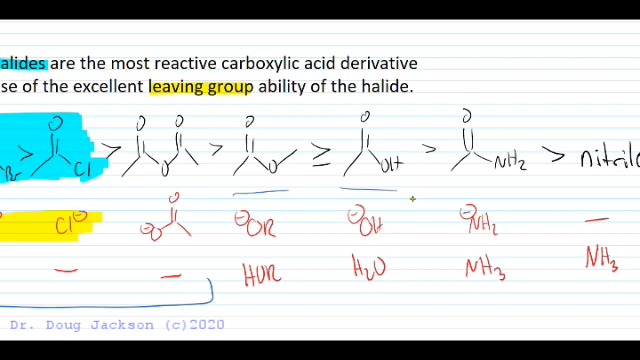 alides are the most reactive carboxylic acid derivative
se of the excellent leaving group ability of the halide.
O O O O O O
Br > Cl > O > O ≥ OH > NH2 > nitrile
Cl⊖ ⊖O O ⊖OR ⊖OH ⊖NH2 —
— — HOR H2O NH3 NH3
Dr. Doug Jackson (c)2020